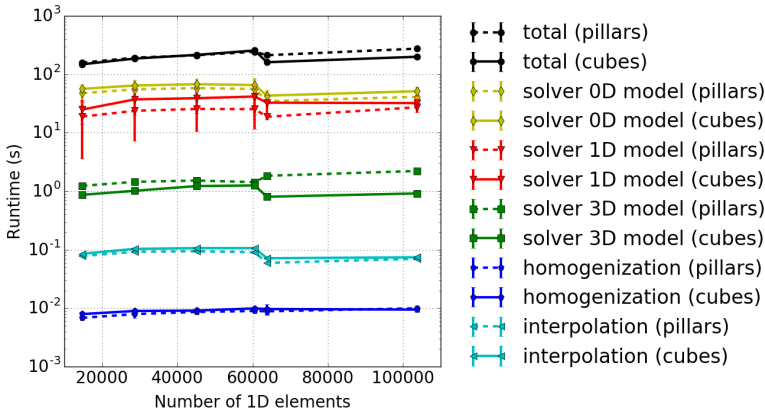 10^3
10^2
10^1
10^0
10^-1
10^-2
10^-3
Runtime (s)
20000 40000 60000 80000 100000
Number of 1D elements
total (pillars)
total (cubes)
solver 0D model (pillars)
solver 0D model (cubes)
solver 1D model (pillars)
solver 1D model (cubes)
solver 3D model (pillars)
solver 3D model (cubes)
homogenization (pillars)
homogenization (cubes)
interpolation (pillars)
interpolation (cubes)